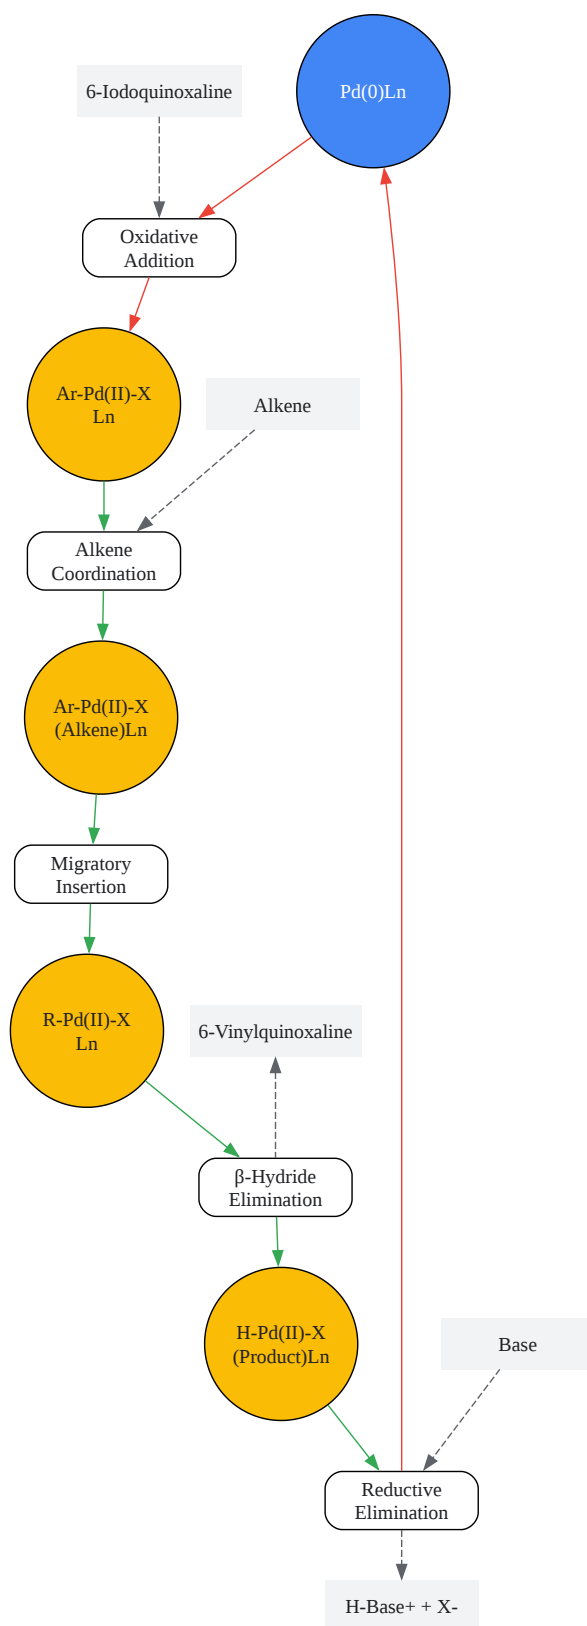 Pd(0)Ln
6-Iodoquinoxaline
Oxidative
Addition
Ar-Pd(II)-X
Ln
Alkene
Alkene
Coordination
Ar-Pd(II)-X
(Alkene)Ln
Migratory
Insertion
R-Pd(II)-X
Ln
6-Vinylquinoxaline
β-Hydride
Elimination
H-Pd(II)-X
(Product)Ln
Base
Reductive
Elimination
H-Base+ + X-